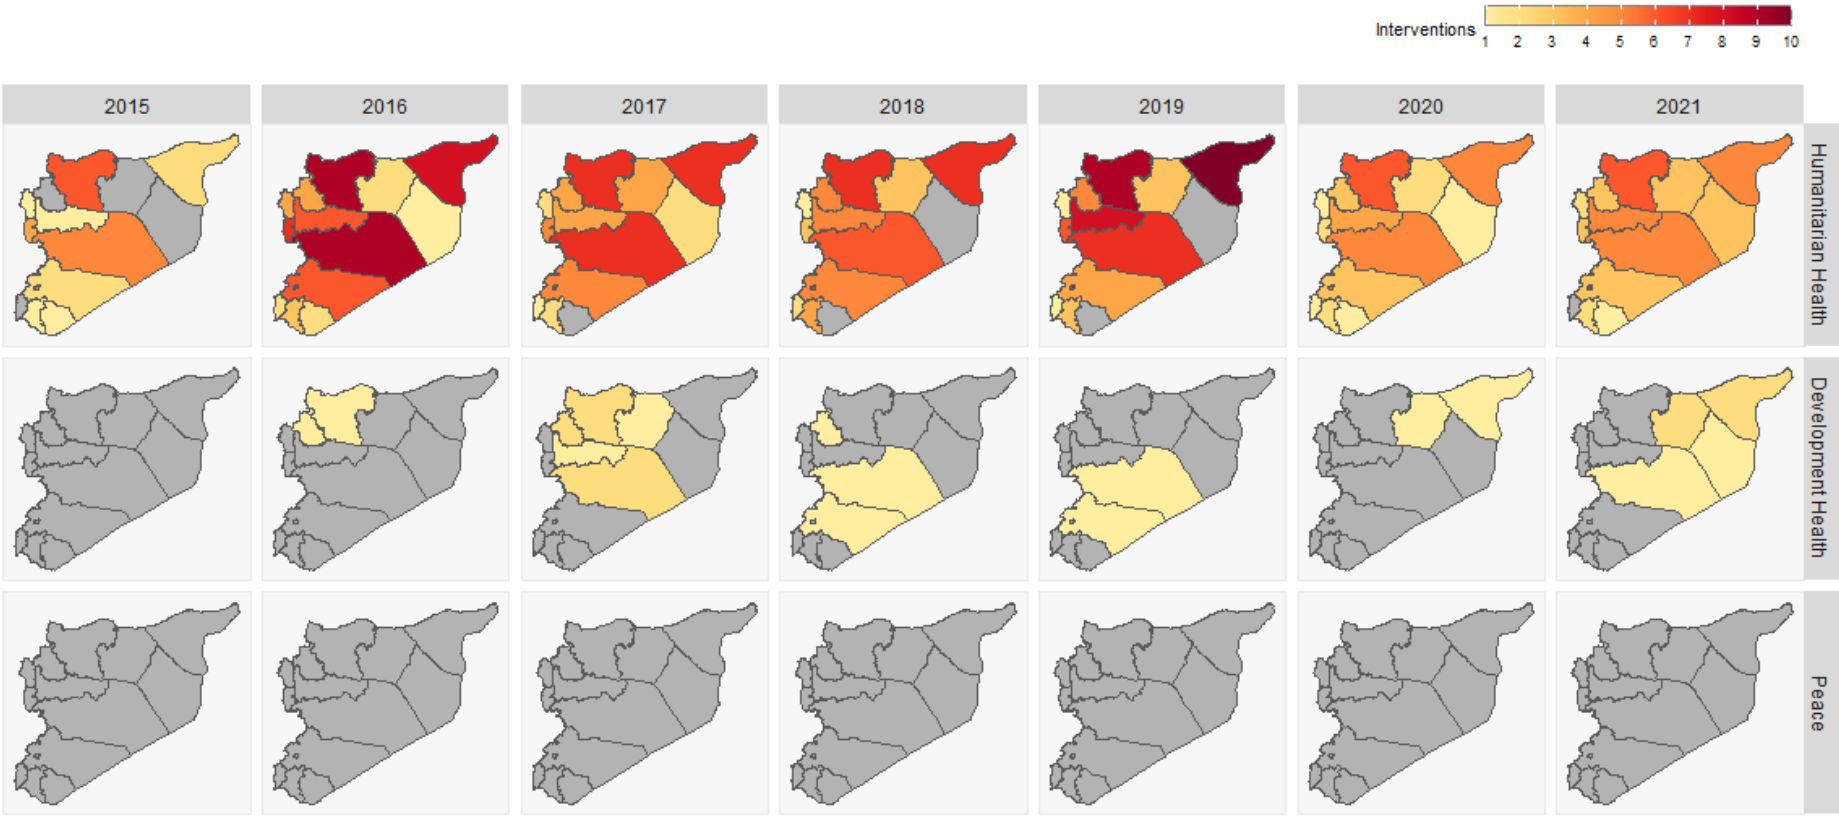 Interventions
1 2 3 4 5 6 7 8 9 10
2015 2016 2017 2018 2019 2020 2021
Humanitarian Health
Development Health
Peace